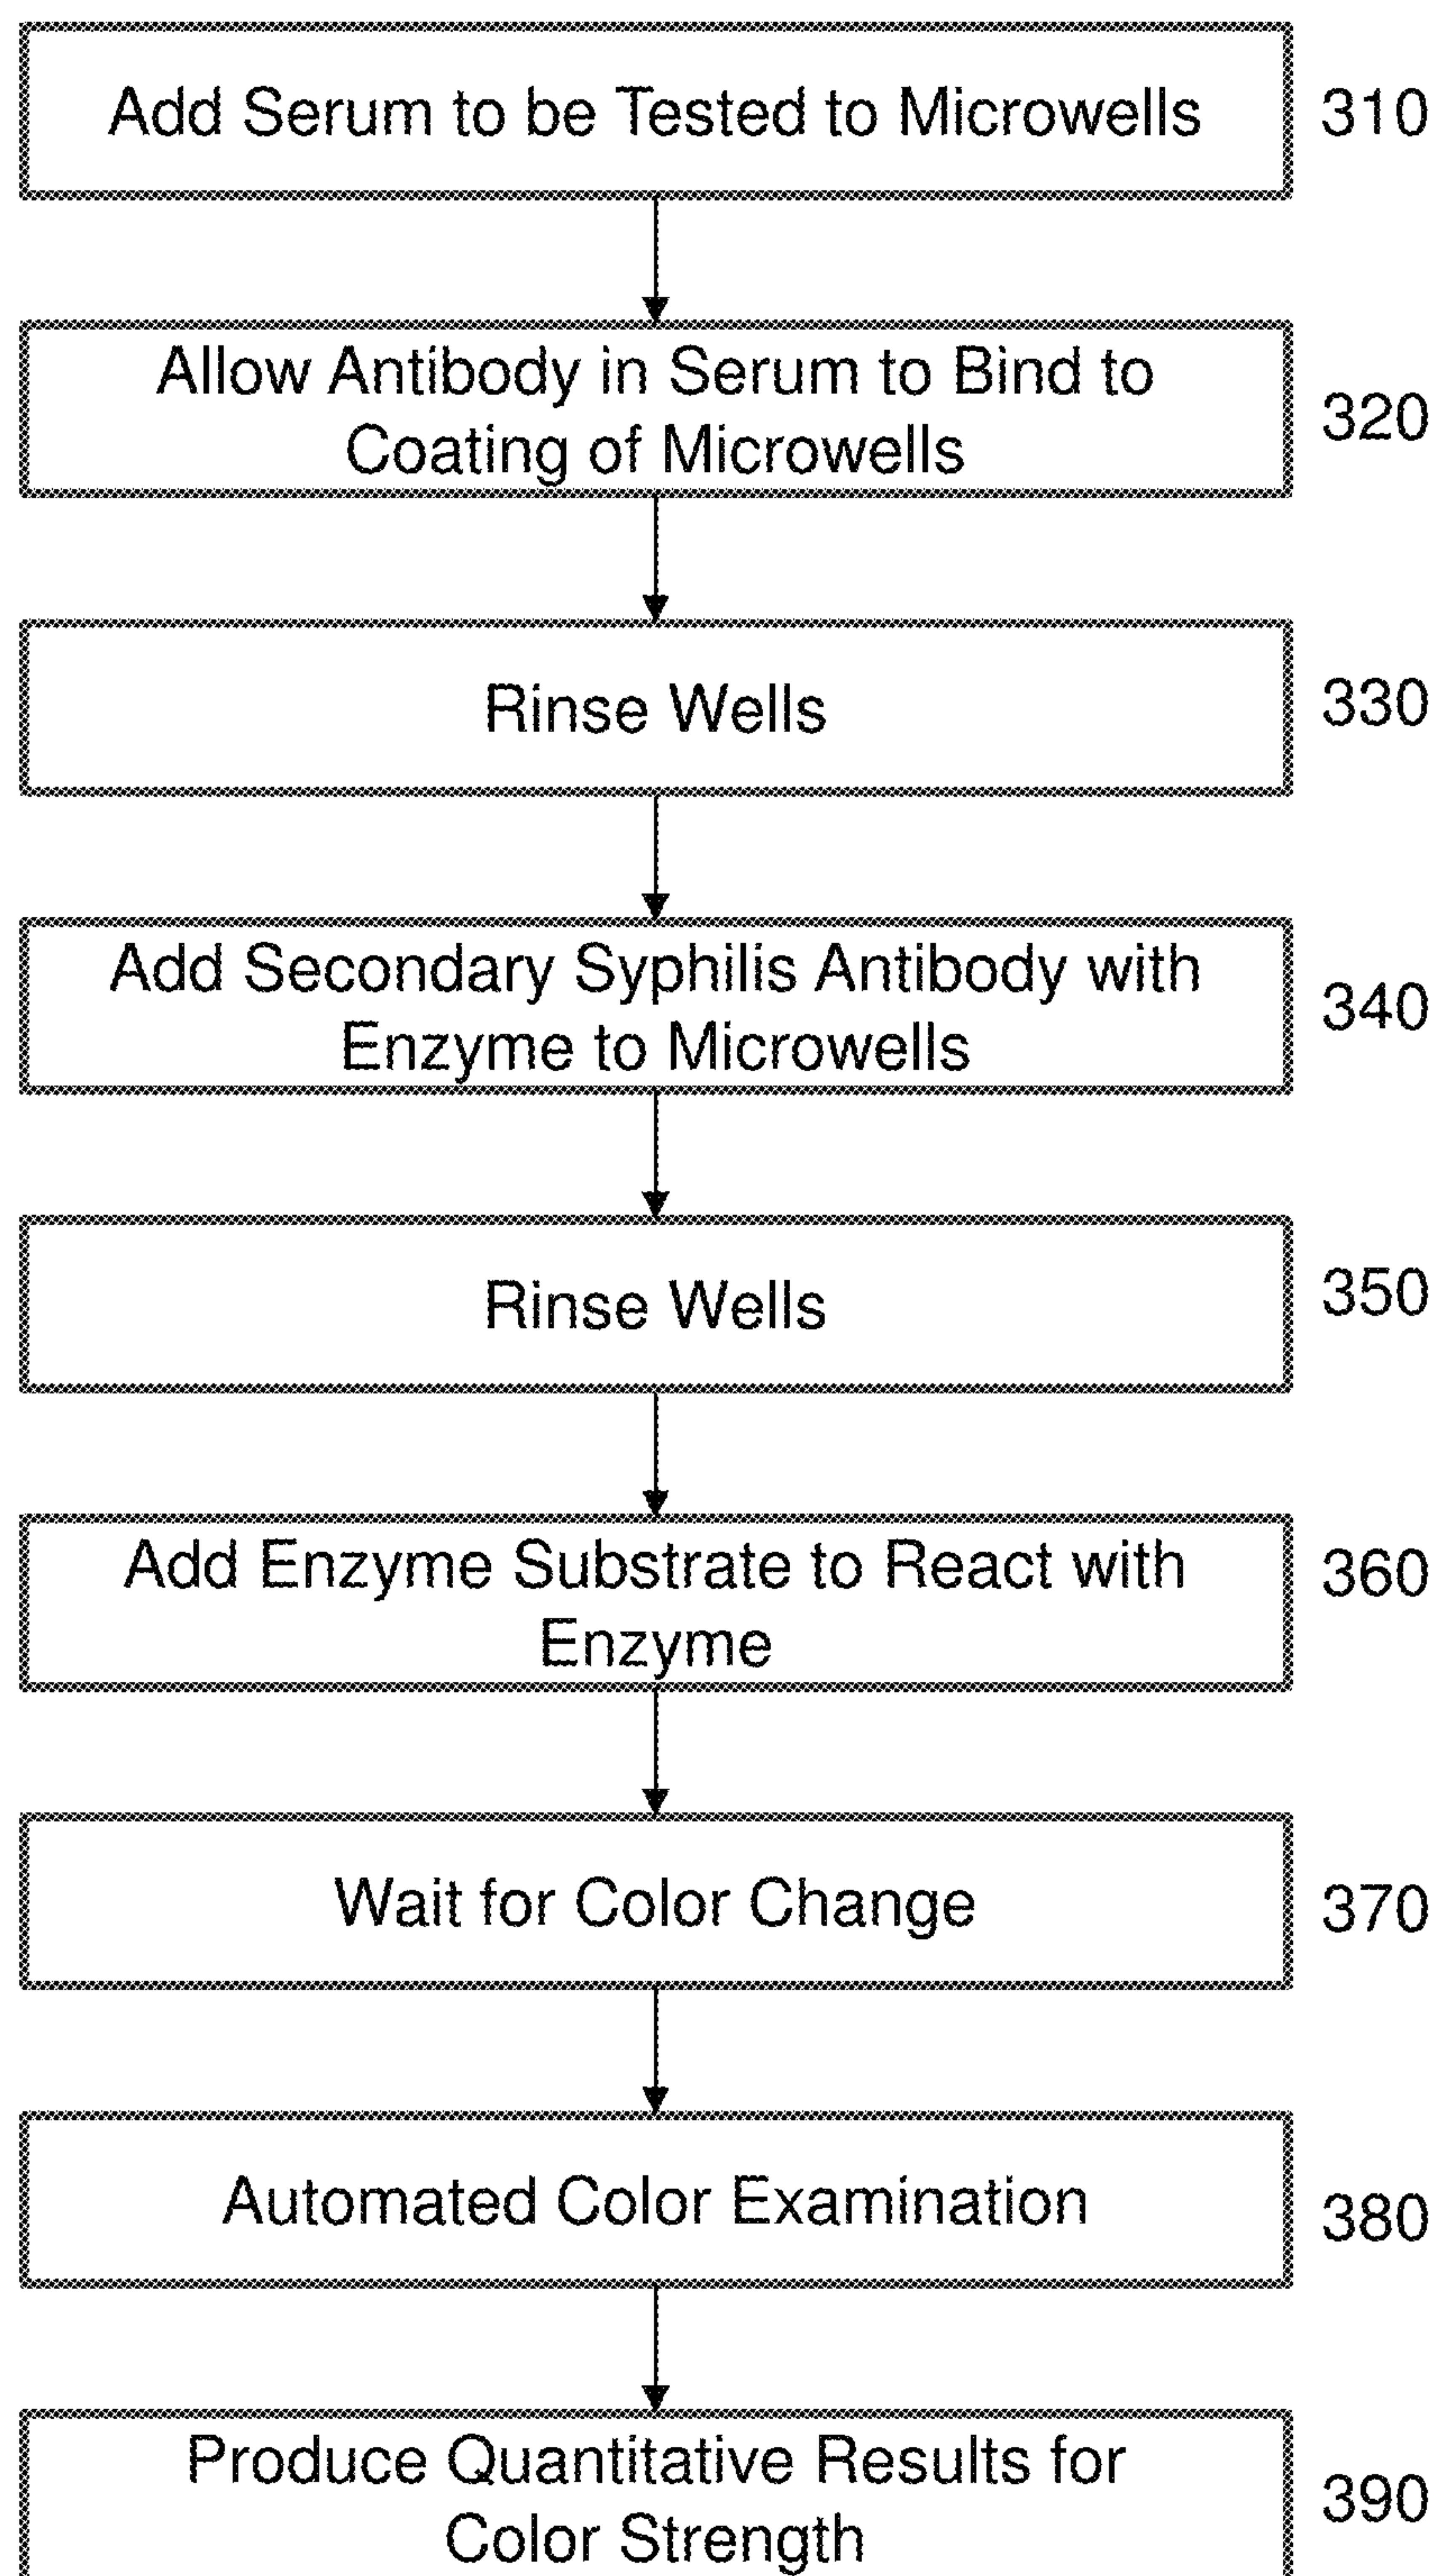 Add Serum to be Tested to Microwells
310
Allow Antibody in Serum to Bind to
Coating of Microwells
320
Rinse Wells
330
Add Secondary Syphilis Antibody with
Enzyme to Microwells
340
Rinse Wells
350
Add Enzyme Substrate to React with
Enzyme
360
Wait for Color Change
370
Automated Color Examination
380
Produce Quantitative Results for
Color Strength
390